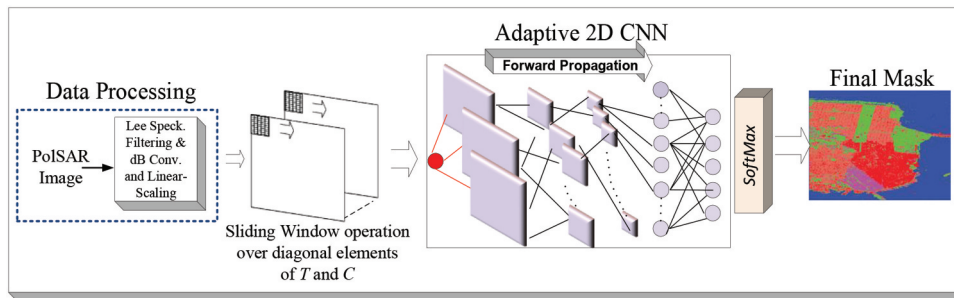 Adaptive 2D CNN
Forward Propagation
Data Processing
PolSAR
Image
Lee Speck.
Filtering &
dB Conv.
and Linear-
Scaling
Sliding Window operation
over diagonal elements
of T and C
SoftMax
Final Mask